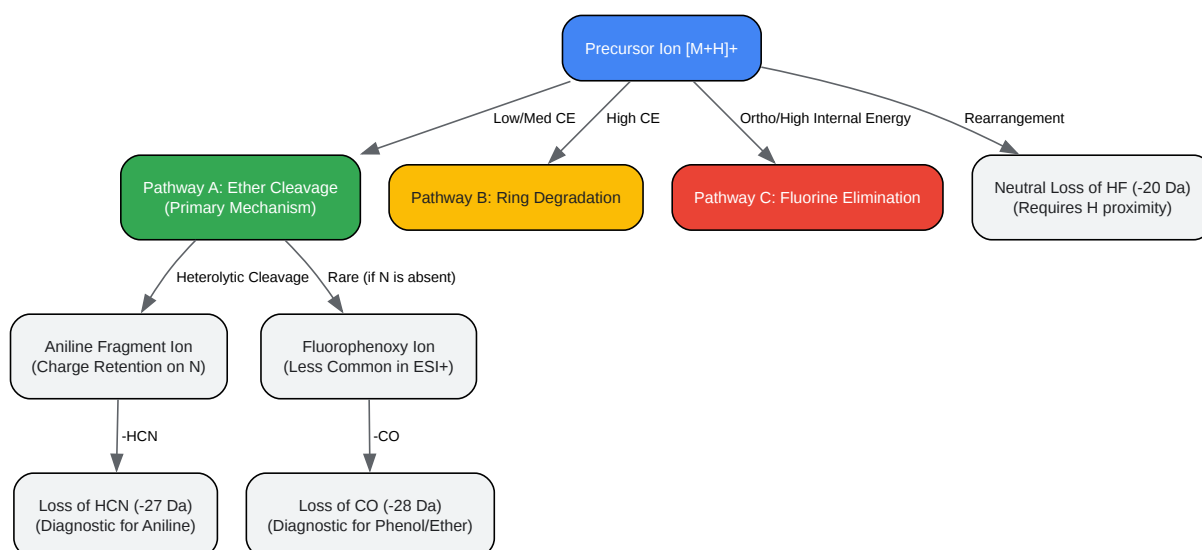 Precursor Ion [M+H]+
Low/Med CE
High CE
Ortho/High Internal Energy
Rearrangement
Pathway A: Ether Cleavage
(Primary Mechanism)
Pathway B: Ring Degradation
Pathway C: Fluorine Elimination
Neutral Loss of HF (-20 Da)
(Requires H proximity)
Heterolytic Cleavage
Rare (if N is absent)
Aniline Fragment Ion
(Charge Retention on N)
Fluorophenoxy Ion
(Less Common in ESI+)
-HCN
-CO
Loss of HCN (-27 Da)
(Diagnostic for Aniline)
Loss of CO (-28 Da)
(Diagnostic for Phenol/Ether)